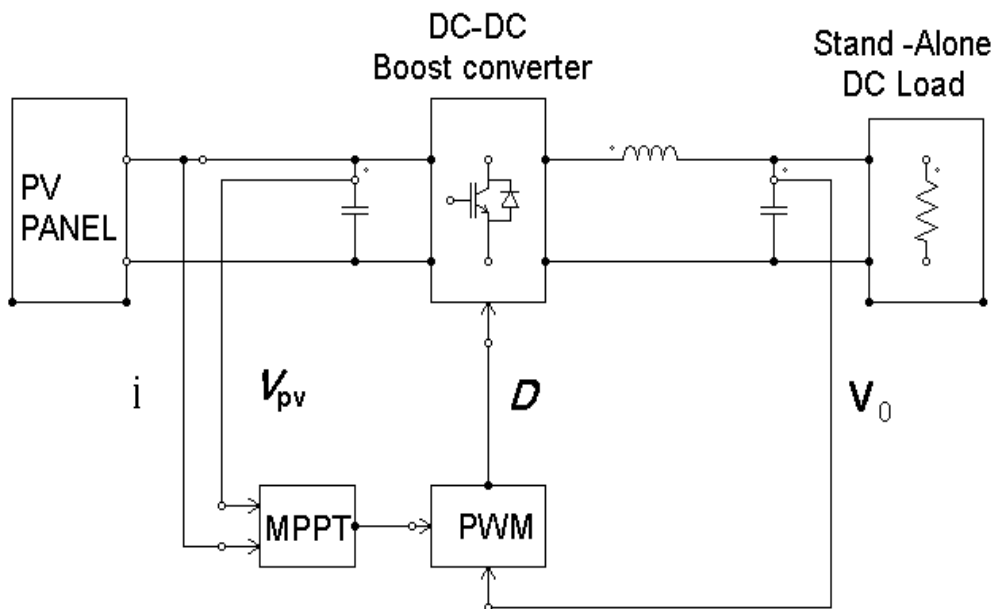 DC-DC
Boost converter
Stand -Alone
DC Load
PV
PANEL
i
Vpv
D
V0
MPPT
PWM